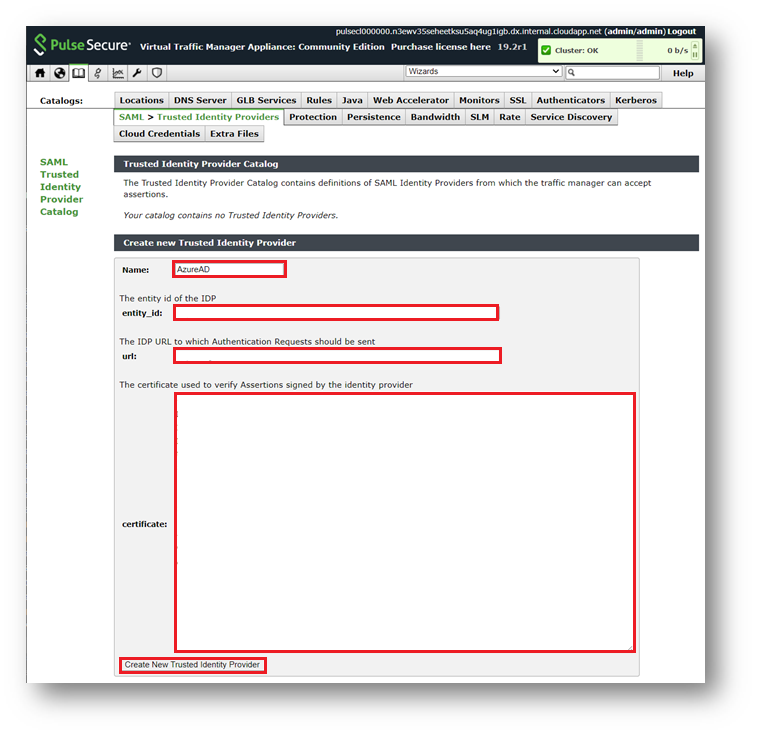 pulsecl000000.n3ewv35seheetksu5aq4ug1igb.dx.internal.cloudapp.net (admin/admin) Logout
PulseSecure Virtual Traffic Manager Appliance: Community Edition Purchase license here 19.2r1 Cluster: OK 0 b/s
Wizards Help
Catalogs: Locations DNS Server GLB Services Rules Java Web Accelerator Monitors SSL Authenticators Kerberos
SAML > Trusted Identity Providers Protection Persistence Bandwidth SLM Rate Service Discovery
Cloud Credentials Extra Files
SAML
Trusted
Identity
Provider
Catalog
Trusted Identity Provider Catalog
The Trusted Identity Provider Catalog contains definitions of SAML Identity Providers from which the traffic manager can accept
assertions.
Your catalog contains no Trusted Identity Providers.
Create new Trusted Identity Provider
Name: AzureAD
The entity id of the IDP
entity_id:
The IDP URL to which Authentication Requests should be sent
url:
The certificate used to verify Assertions signed by the identity provider
certificate:
Create New Trusted Identity Provider